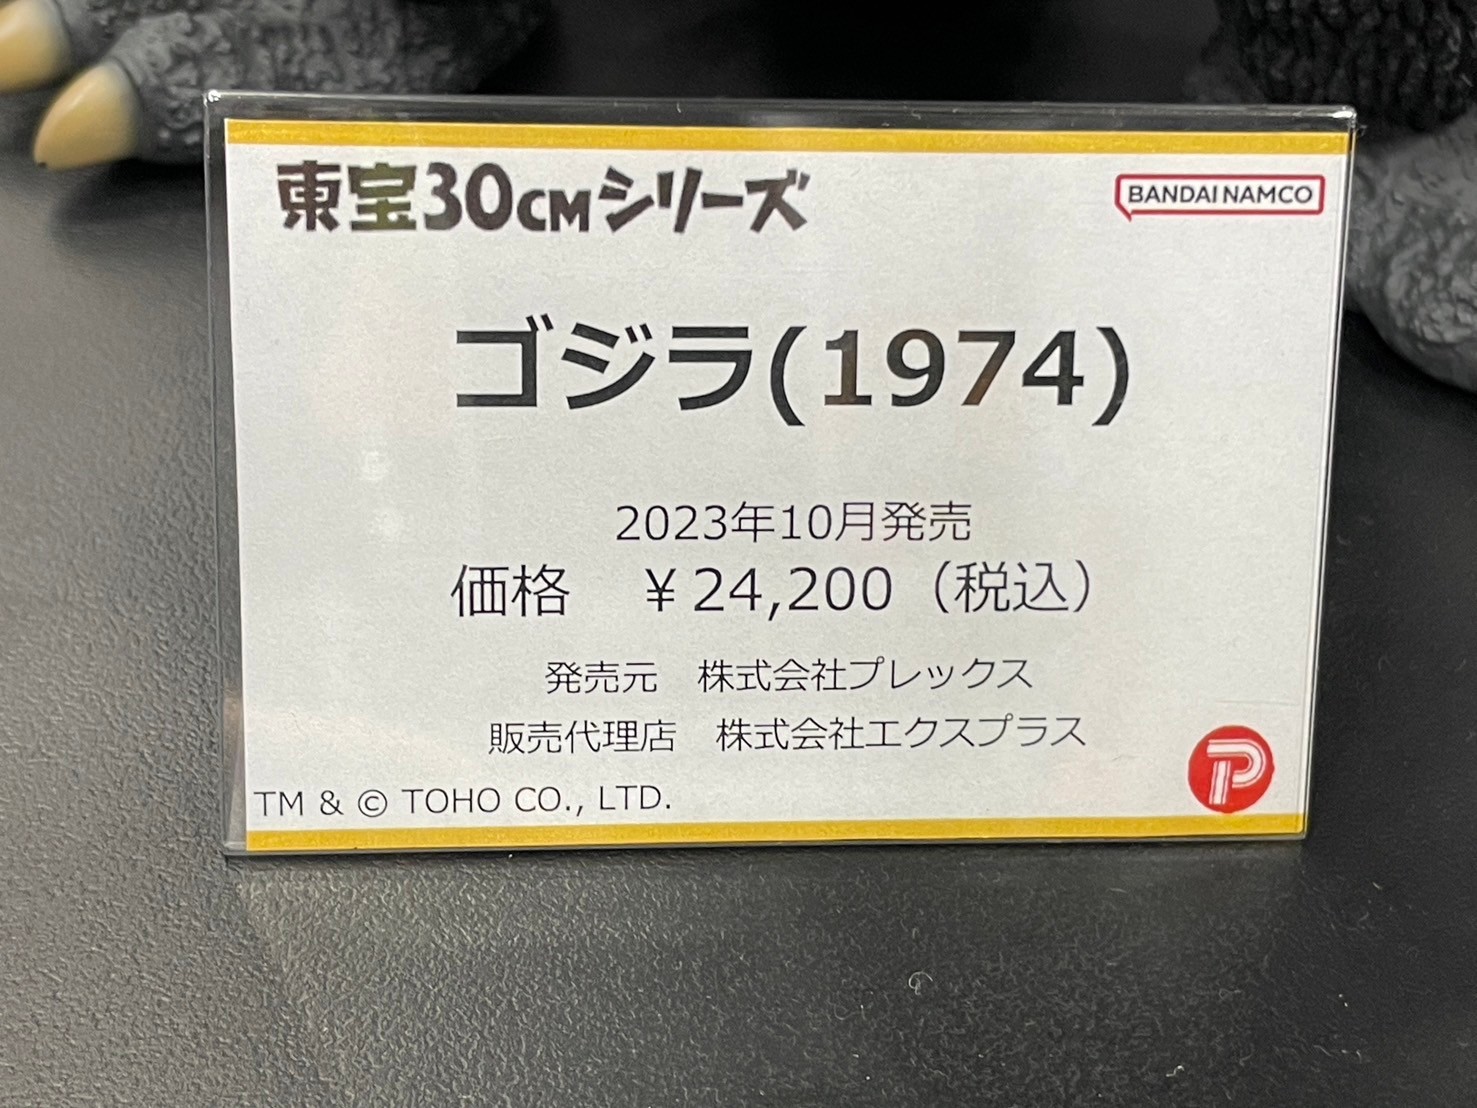 東宝30CMシリーズ
BANDAI NAMCO
ゴジラ(1974)
2023年10月発売
価格　￥24,200（税込）
発売元　株式会社プレックス
販売代理店　株式会社エクスプラス
TM & © TOHO CO., LTD.
P